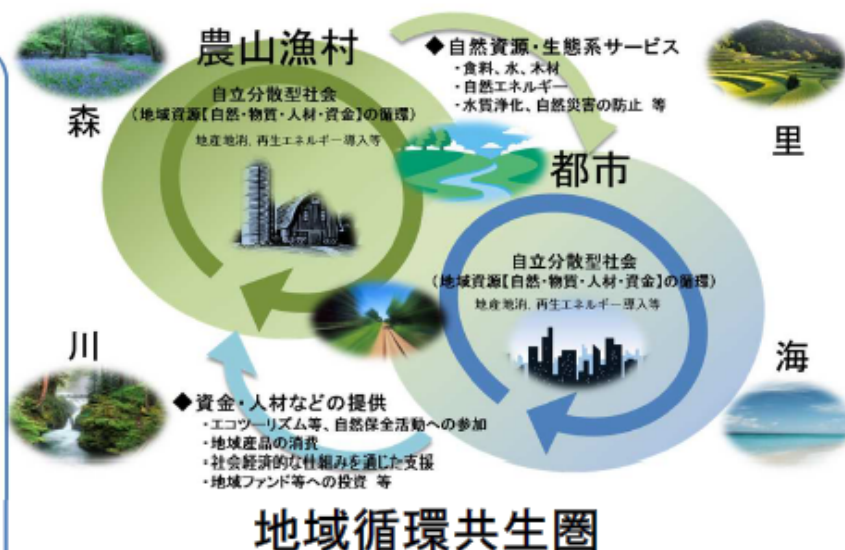 農山漁村
自立分散型社会
（地域資源【自然・物質・人材・資金】の循環）
地産地消、再生エネルギー導入等
◆自然資源・生態系サービス
・食料、水、木材
・自然エネルギー
・水質浄化、自然災害の防止 等
森
里
都市
自立分散型社会
（地域資源【自然・物質・人材・資金】の循環）
地産地消、再生エネルギー導入等
川
海
◆資金・人材などの提供
・エコツーリズム等、自然保全活動への参加
・地域産品の消費
・社会経済的な仕組みを通じた支援
・地域ファンド等への投資 等
地域循環共生圏